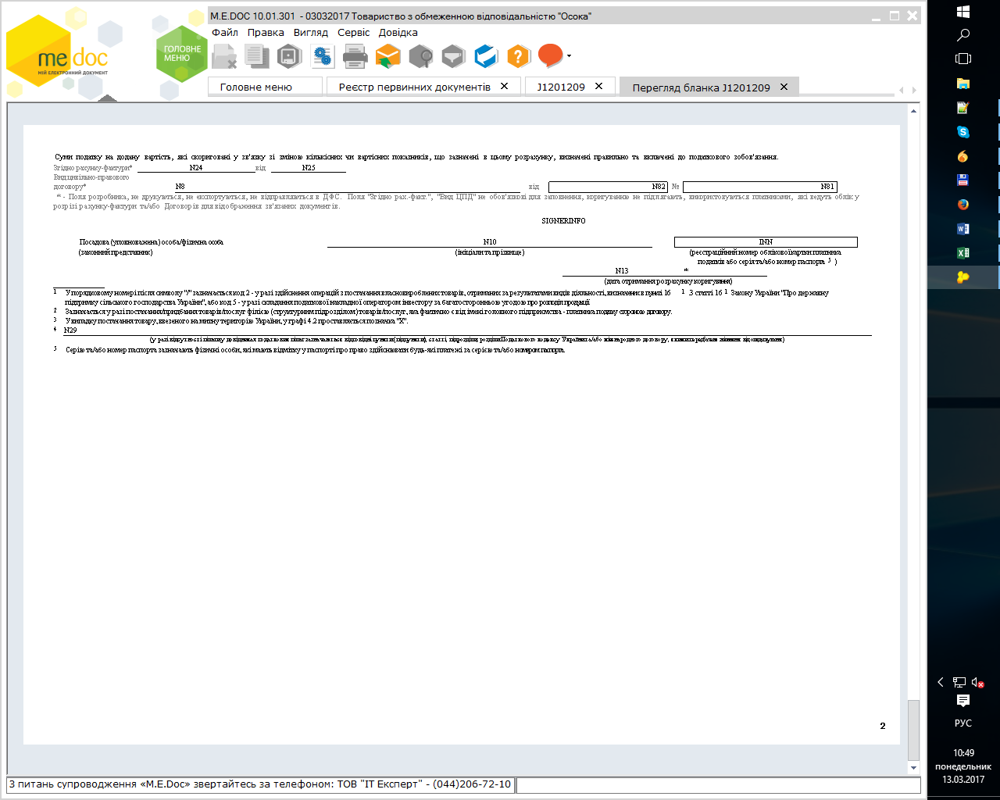 M.E.DOC 10.01.301 - 03032017 Товариство з обмеженною відповідальністю "Осока"
Файл Правка Вигляд Сервіс Довідка
me doc
МІЙ ЕЛЕКТРОННИЙ ДОКУМЕНТ
ГОЛОВНЕ
МЕНЮ
Головне меню
Реєстр первинних документів
J1201209
Перегляд бланка J1201209
Суми податку на додану вартість, які скориговані у зв'язку зі зміною кількісних чи вартісних показників, що зазначені в цьому розрахунку, визначені правильно та включені до податкового зобов'язання.
Згідно рахунку-фактури* N24 від N25
Вид цивільно-правового
договору* N8 від N82 № N81
* - Поля розробника, не друкуються, не експортуються, не відправляються в ДФС. Поля "Згідно рах.-факт.", "Вид ЦПД" не обов'язкові для заповнення, коригуванню не підлягають, використовуються платниками, які ведуть облік у
розрізі рахунку-фактури та/або Договорів для відображення зв'язаних документів.
SIGNERINFO
Посадова (уповноважена) особа/фізична особа N10 INN
(законний представник) (ініціали та прізвище) (реєстраційний номер облікової картки платника
податків або серія та/або номер паспорта 5 )
N13 *
(дата отримання розрахунку коригування)
1 У порядковому номері після символу "/" зазначається код 2 - у разі здійснення операцій з постачання власновироблених товарів, отриманих за результатами видів діяльності, визначених в пункті 16 1 .3 статті 16 1 Закону України "Про державну
підтримку сільського господарства України", або код 5 - у разі складання податкової накладної оператором інвестору за багатосторонньою угодою про розподіл продукції.
2 Зазначається у разі постачання/придбання товарів/послуг філією (структурним підрозділом) товарів/послуг, яка фактично є від імені головного підприємства - платника податку стороною договору.
3 У випадку постачання товару, ввезеного на митну територію України, у графі 4.2 проставляється позначка "Х".
4 N29
(у разі відсутності пільги у довідниках податкових пільг зазначаються відповідні пункти (підпункти), статті, підрозділи, розділи Податкового кодексу України та/або міжнародного договору,
5 Серію та/або номер паспорта зазначають фізичні особи, які мають відмітку у паспорті про право здійснювати будь-які платежі за серією та/або номером паспорта.
2
З питань супроводження «M.E.Doc» звертайтесь за телефоном: ТОВ "ІТ Експерт" - (044)206-72-10
РУС
10:49
понедельник
13.03.2017